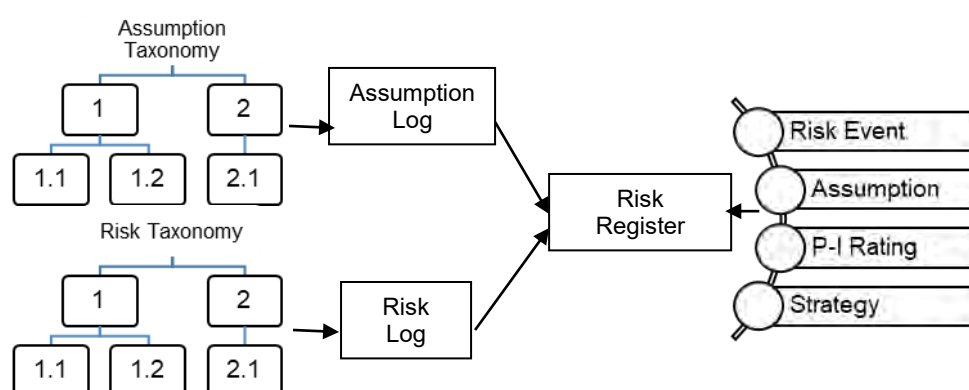 Assumption
Taxonomy
1
2
1.1
1.2
2.1
Risk Taxonomy
1
2
1.1
1.2
2.1
Assumption
Log
Risk
Log
Risk
Register
Risk Event
Assumption
P-I Rating
Strategy